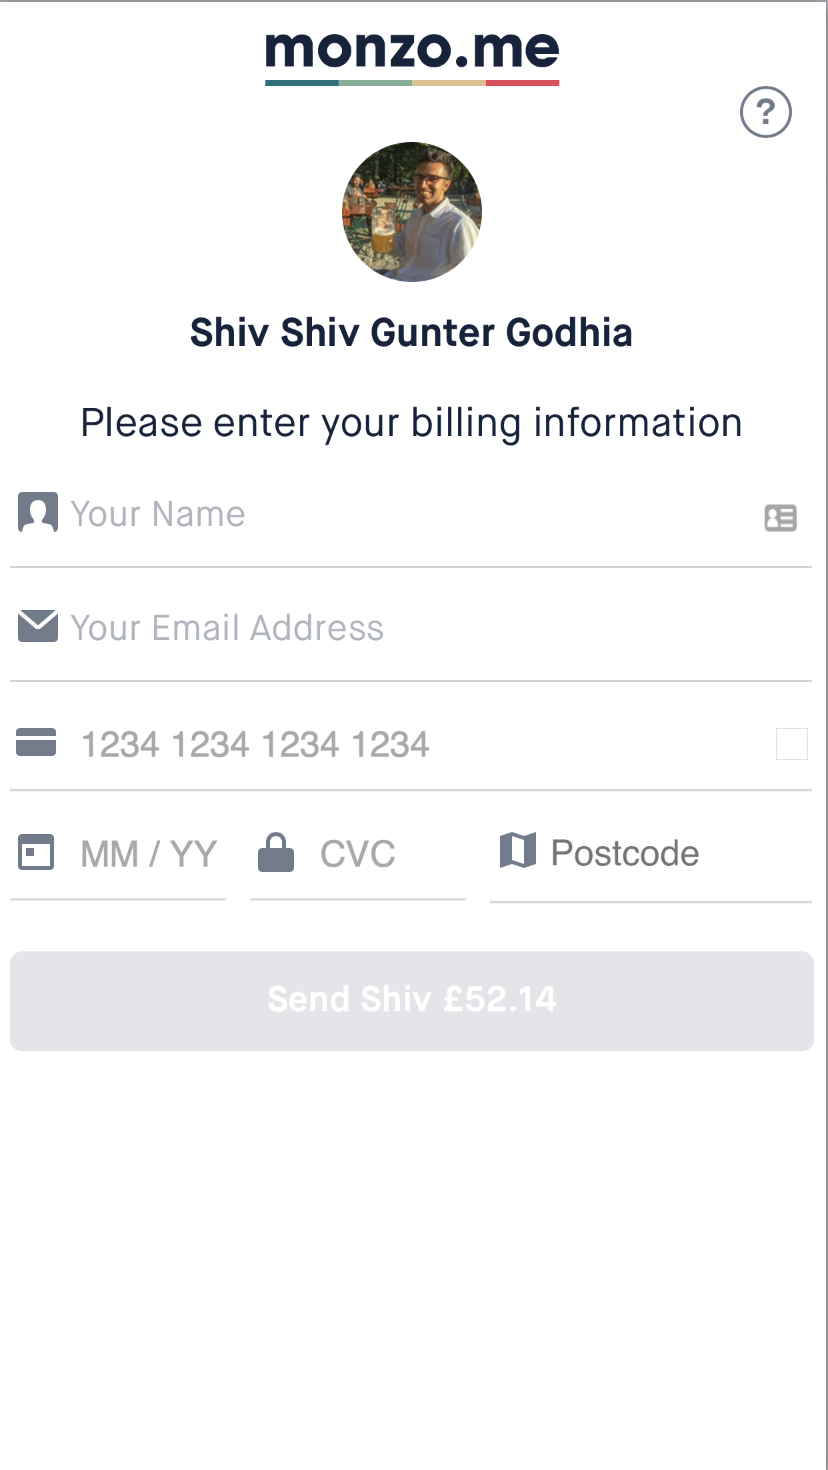 monzo.me
?
Shiv Shiv Gunter Godhia
Please enter your billing information
Your Name
Your Email Address
1234 1234 1234 1234
MM / YY CVC Postcode
Send Shiv £52.14